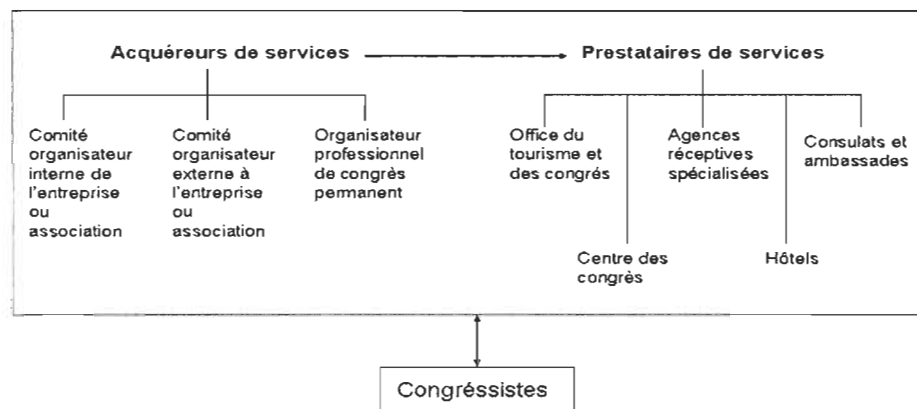 Acquéreurs de services
Prestataires de services
Comité
organisateur
interne de
l'entreprise
ou
association
Comité
organisateur
externe à
l'entreprise
ou
association
Organisateur
professionnel
de congrès
permanent
Office du
tourisme et
des congrés
Agences
réceptives
spécialisées
Consulats et
ambassades
Centre des
congrès
Hôtels
Congréssistes